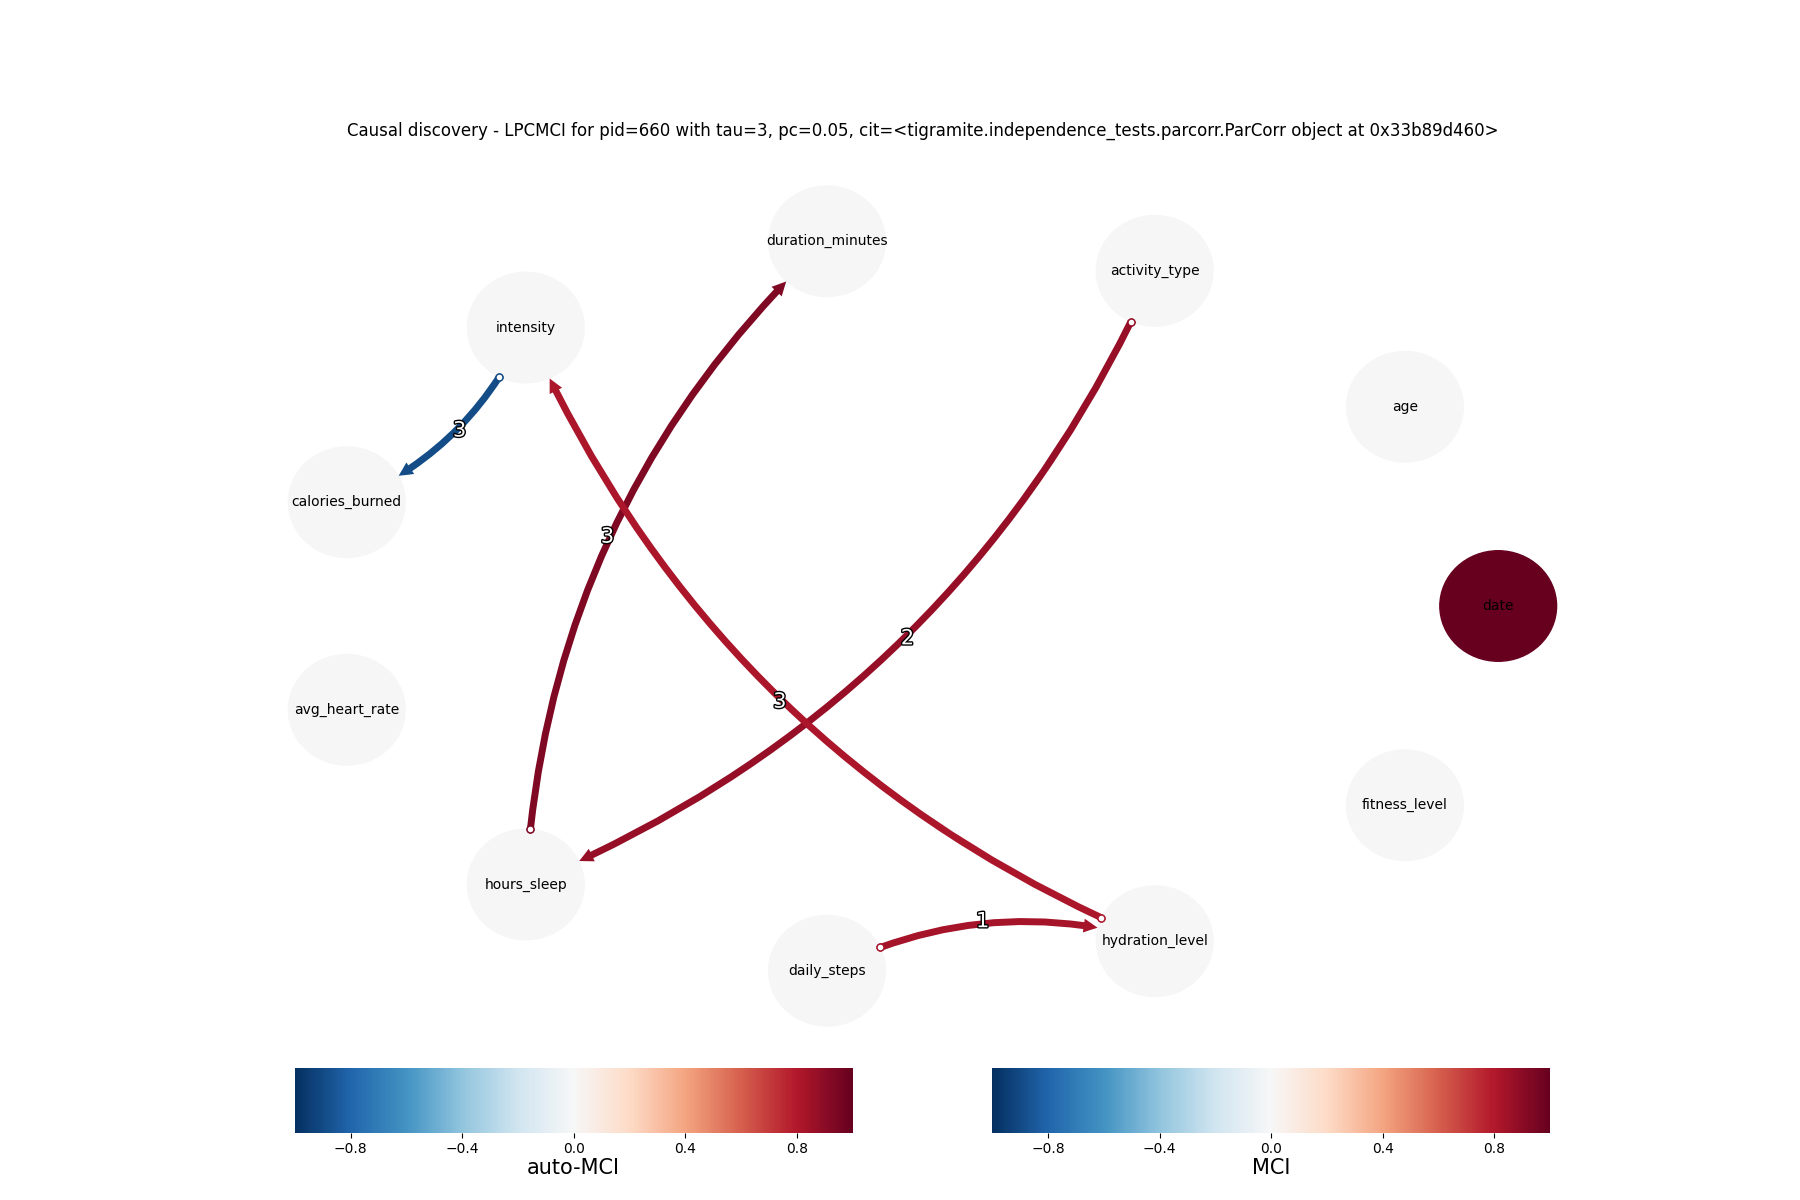 Causal discovery - LPCMCI for pid=660 with tau=3, pc=0.05, cit=<tigramite.independence_tests.parcorr.ParCorr object at 0x33b89d460>
duration_minutes
activity_type
intensity
age
3
calories_burned
3
date
2
3
avg_heart_rate
fitness_level
hours_sleep
1
hydration_level
daily_steps
−0.8 −0.4 0.0 0.4 0.8
auto-MCI
−0.8 −0.4 0.0 0.4 0.8
MCI